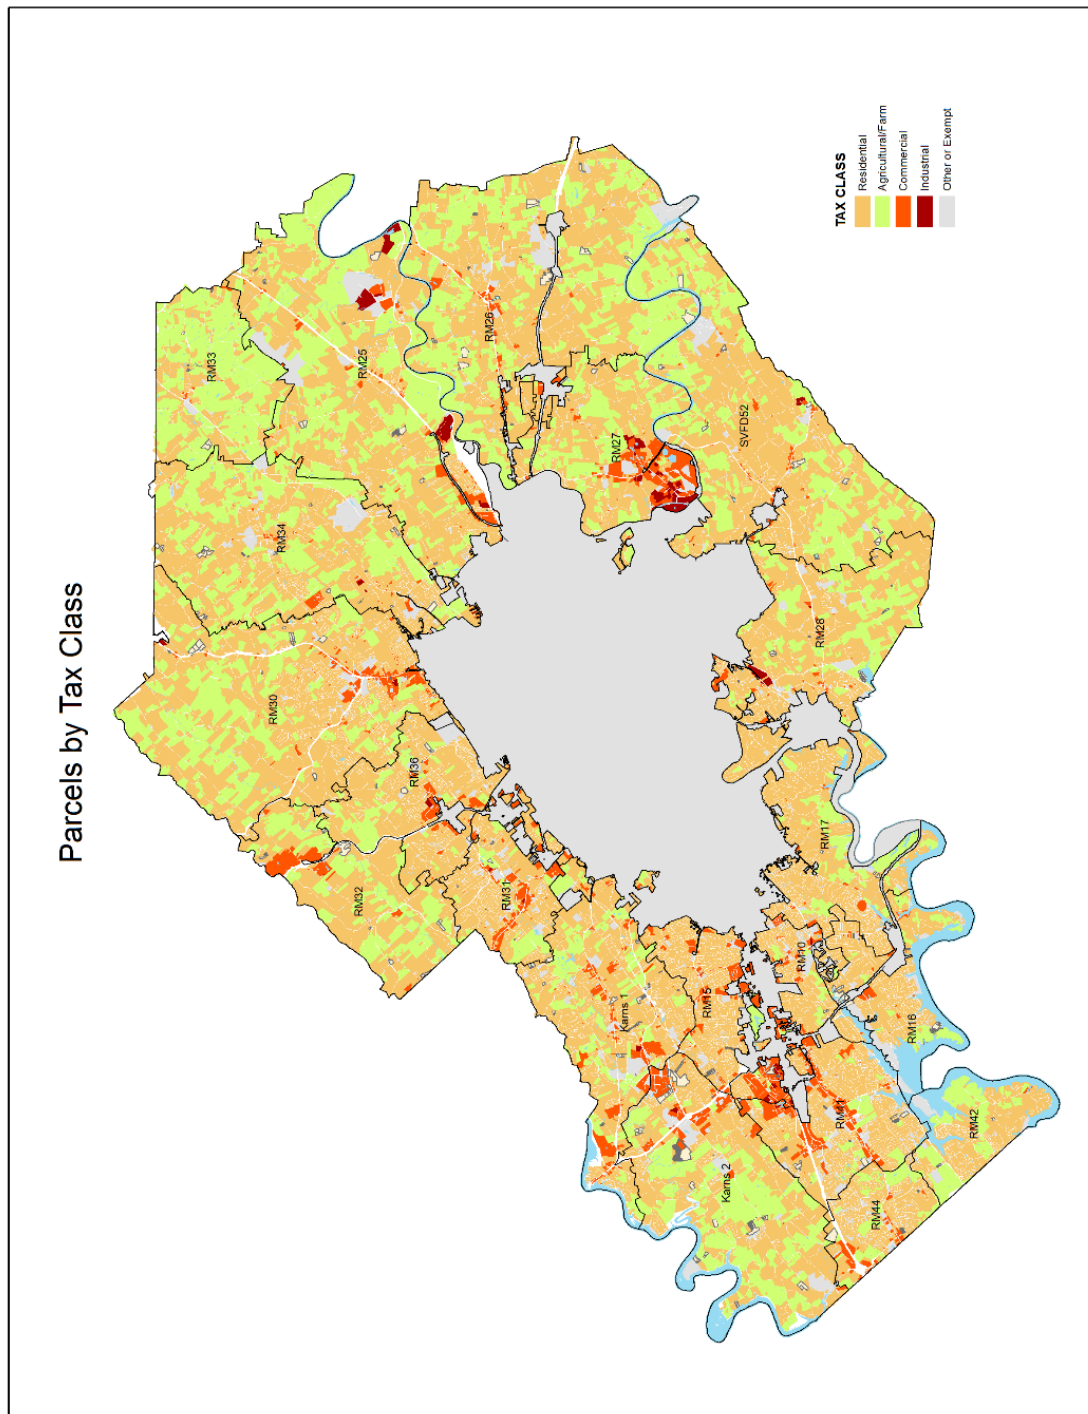 Parcels by Tax Class
TAX CLASS
Residential
Agricultural/Farm
Commercial
Industrial
Other or Exempt
RM33
RM25
RM26
RM34
RM27
SVFD52
RM30
RM28
RM36
RM32
RM31
RM17
Karns 1
RM15
RM10
RM16
RM41
RM42
Karns 2
RM44